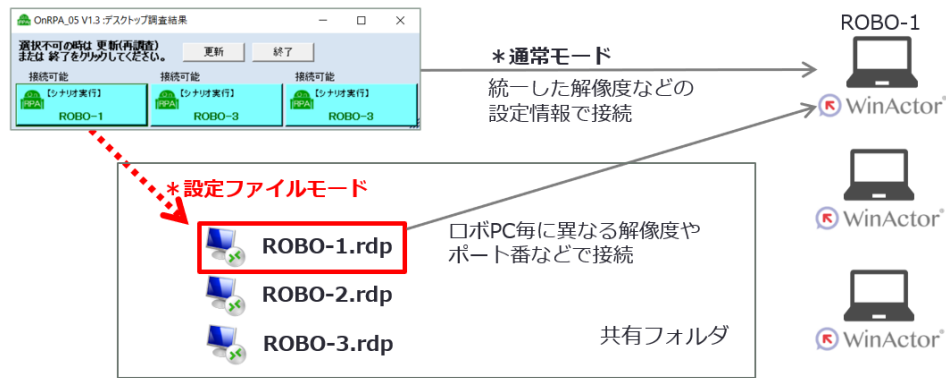 OnRPA_05 V1.3 :デスクトップ調査結果
選択不可の時は 更新(再調査)
または 終了をクリックしてください。
更新
終了
接続可能
接続可能
接続可能
【シナリオ実行】
RPA
ROBO-1
【シナリオ実行】
RPA
ROBO-3
【シナリオ実行】
RPA
ROBO-3
＊通常モード
統一した解像度などの
設定情報で接続
ROBO-1
WinActor®
＊設定ファイルモード
ROBO-1.rdp
ロボPC毎に異なる解像度や
ポート番などで接続
WinActor®
ROBO-2.rdp
ROBO-3.rdp
共有フォルダ
WinActor®